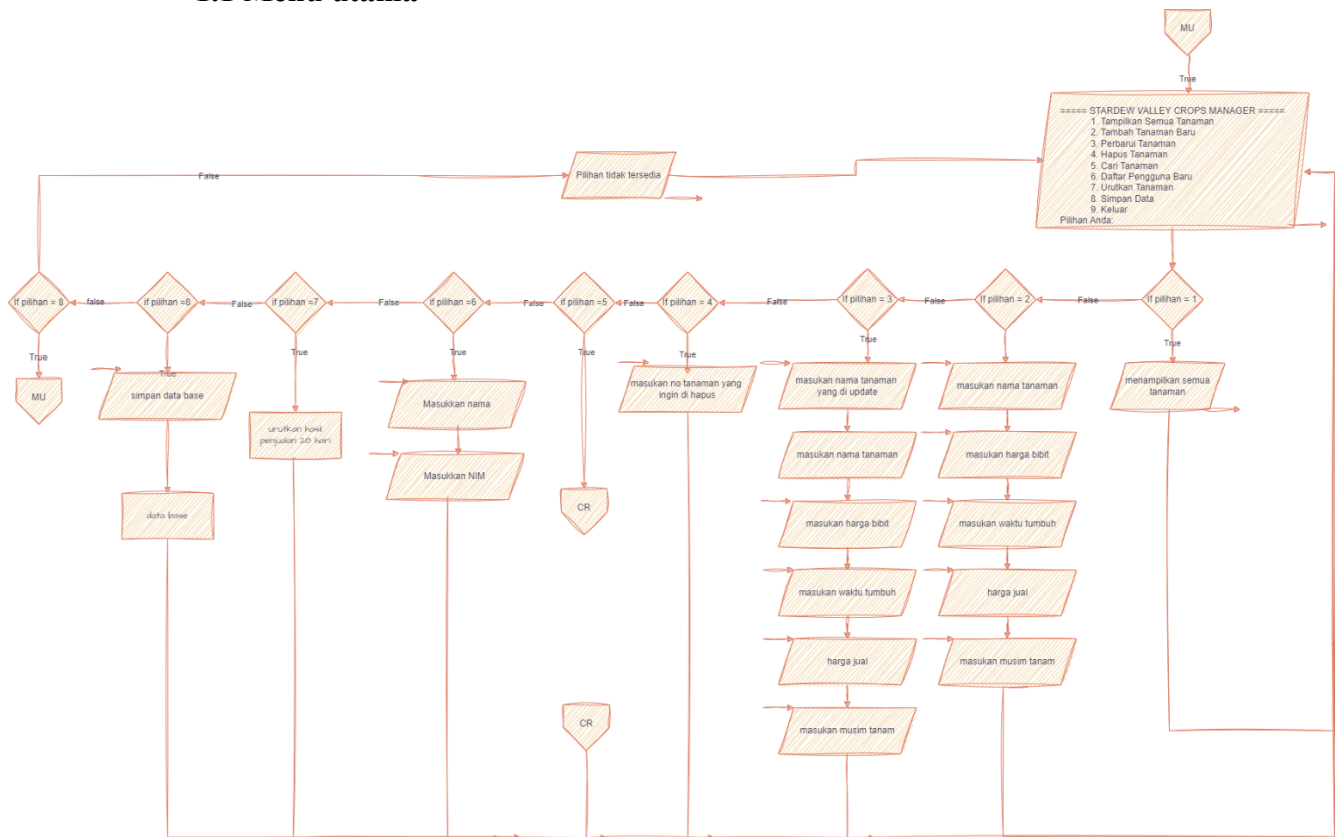 MU
True
===== STARDEW VALLEY CROPS MANAGER =====
1. Tampilkan Semua Tanaman
2. Tambah Tanaman Baru
3. Perbarui Tanaman
4. Hapus Tanaman
5. Cari Tanaman
6. Daftar Pengguna Baru
7. Urutkan Tanaman
8. Simpan Data
9. Keluar
Pilihan Anda:
Pilihan tidak tersedia
False
If pilihan = 8
false
if pilihan =8
False
if pilihan =7
False
if pilihan =6
False
if pilihan =5
False
If pilihan = 4
False
If pilihan = 3
False
If pilihan = 2
False
If pilihan = 1
True
True
True
True
True
True
True
True
True
MU
simpan data base
data base
urutkan hasil
penjualan 28 hari
Masukkan nama
Masukkan NIM
CR
CR
masukan no tanaman yang
ingin di hapus
masukan nama tanaman
yang di update
masukan nama tanaman
masukan harga bibit
masukan waktu tumbuh
harga jual
masukan musim tanam
masukan nama tanaman
masukan harga bibit
masukan waktu tumbuh
harga jual
masukan musim tanam
menampilkan semua
tanaman